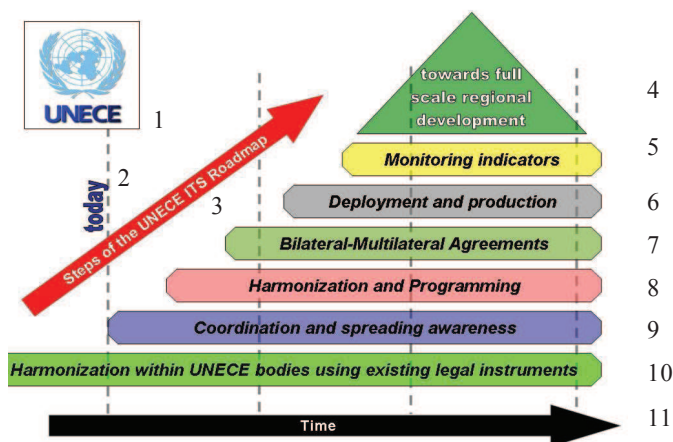 UNECE
1
today
2
Steps of the UNECE ITS Roadmap
3
towards full
scale regional
development
4
Monitoring indicators
5
Deployment and production
6
Bilateral-Multilateral Agreements
7
Harmonization and Programming
8
Coordination and spreading awareness
9
Harmonization within UNECE bodies using existing legal instruments
10
Time
11